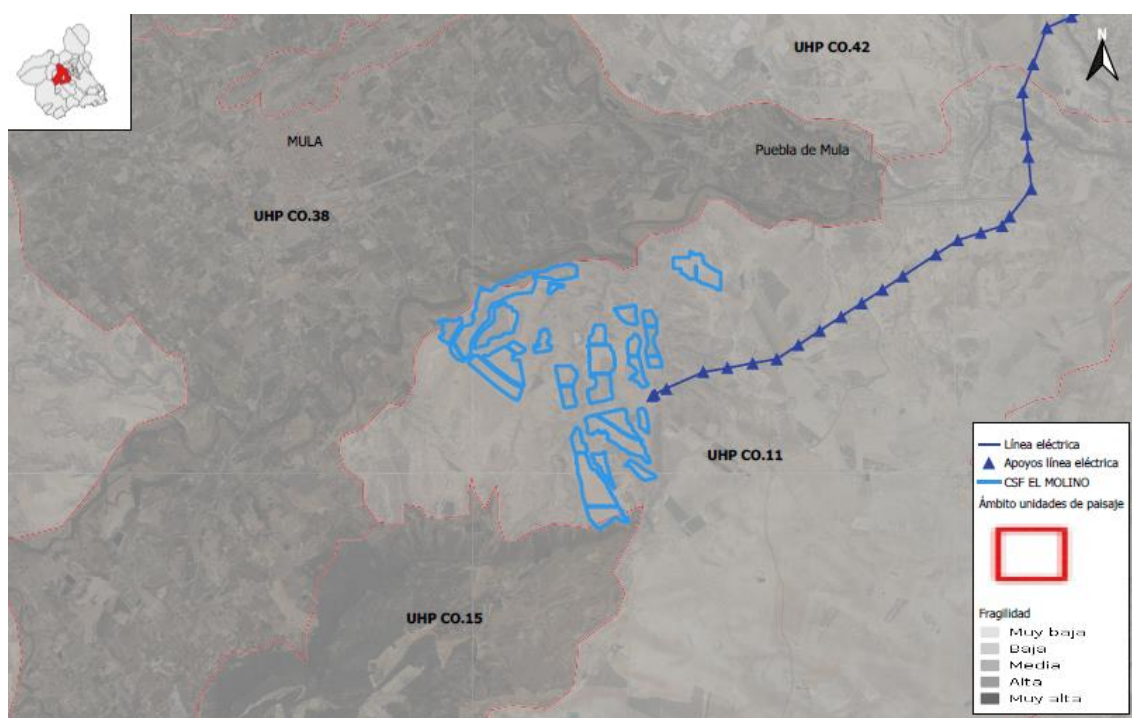 UHP CO.42
N
MULA
Puebla de Mula
UHP CO.38
UHP CO.11
UHP CO.15
Línea eléctrica
Apoyos línea eléctrica
CSF EL MOLINO
Ámbito unidades de paisaje
Fragilidad
Muy baja
Baja
Media
Alta
Muy alta